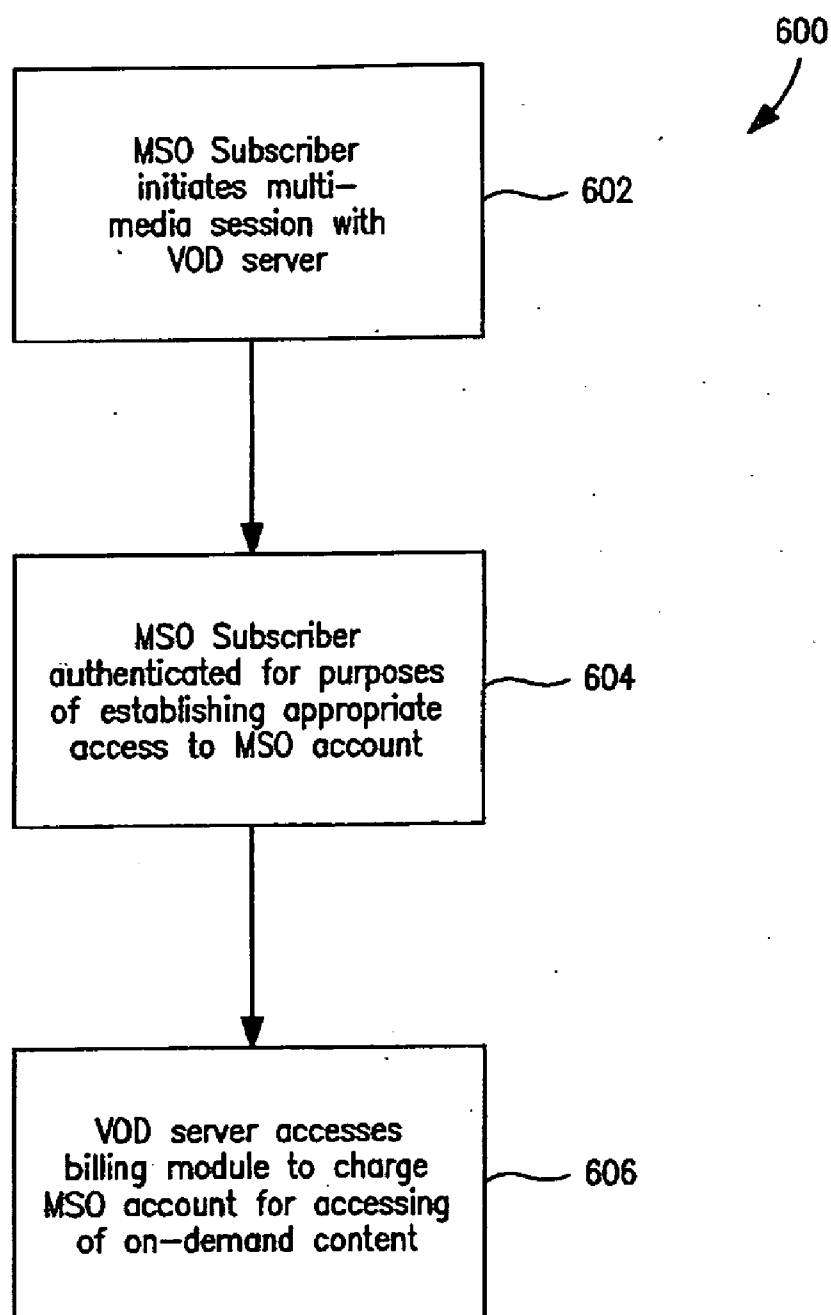 600
MSO Subscriber
initiates multi-
media session with
VOD server
602
MSO Subscriber
authenticated for purposes
of establishing appropriate
access to MSO account
604
VOD server accesses
billing module to charge
MSO account for accessing
of on-demand content
606